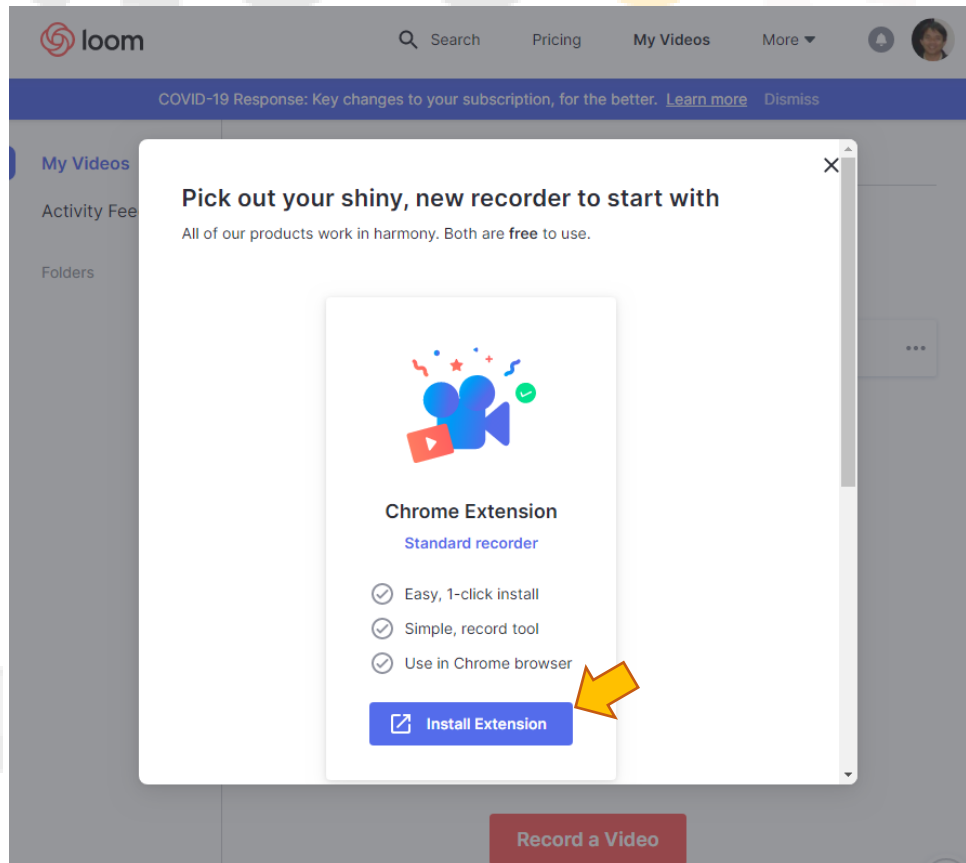 loom
Search Pricing My Videos More
COVID-19 Response: Key changes to your subscription, for the better. Learn more Dismiss
My Videos
Activity Fee
Folders
Pick out your shiny, new recorder to start with
All of our products work in harmony. Both are free to use.
Chrome Extension
Standard recorder
Easy, 1-click install
Simple, record tool
Use in Chrome browser
Install Extension
Record a Video